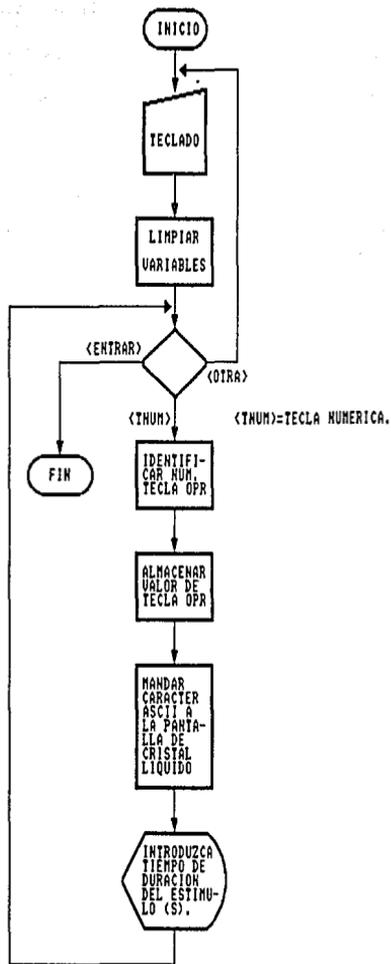 INICIO
TECLADO
LIMPIAR
VARIABLES
<ENTRAR>
<OTRA>
<TNUM>
<TNUM>=TECLA NUMERICA.
FIN
IDENTIFI-
CAR NUM.
TECLA OPR
ALMACENAR
VALOR DE
TECLA OPR
MANDAR
CARACTER
ASCII A
LA PANTA-
LLA DE
CRISTAL
LIQUIDO
INTRODUZCA
TIEMPO DE
DURACION
DEL ESTIMU-
LO (S).